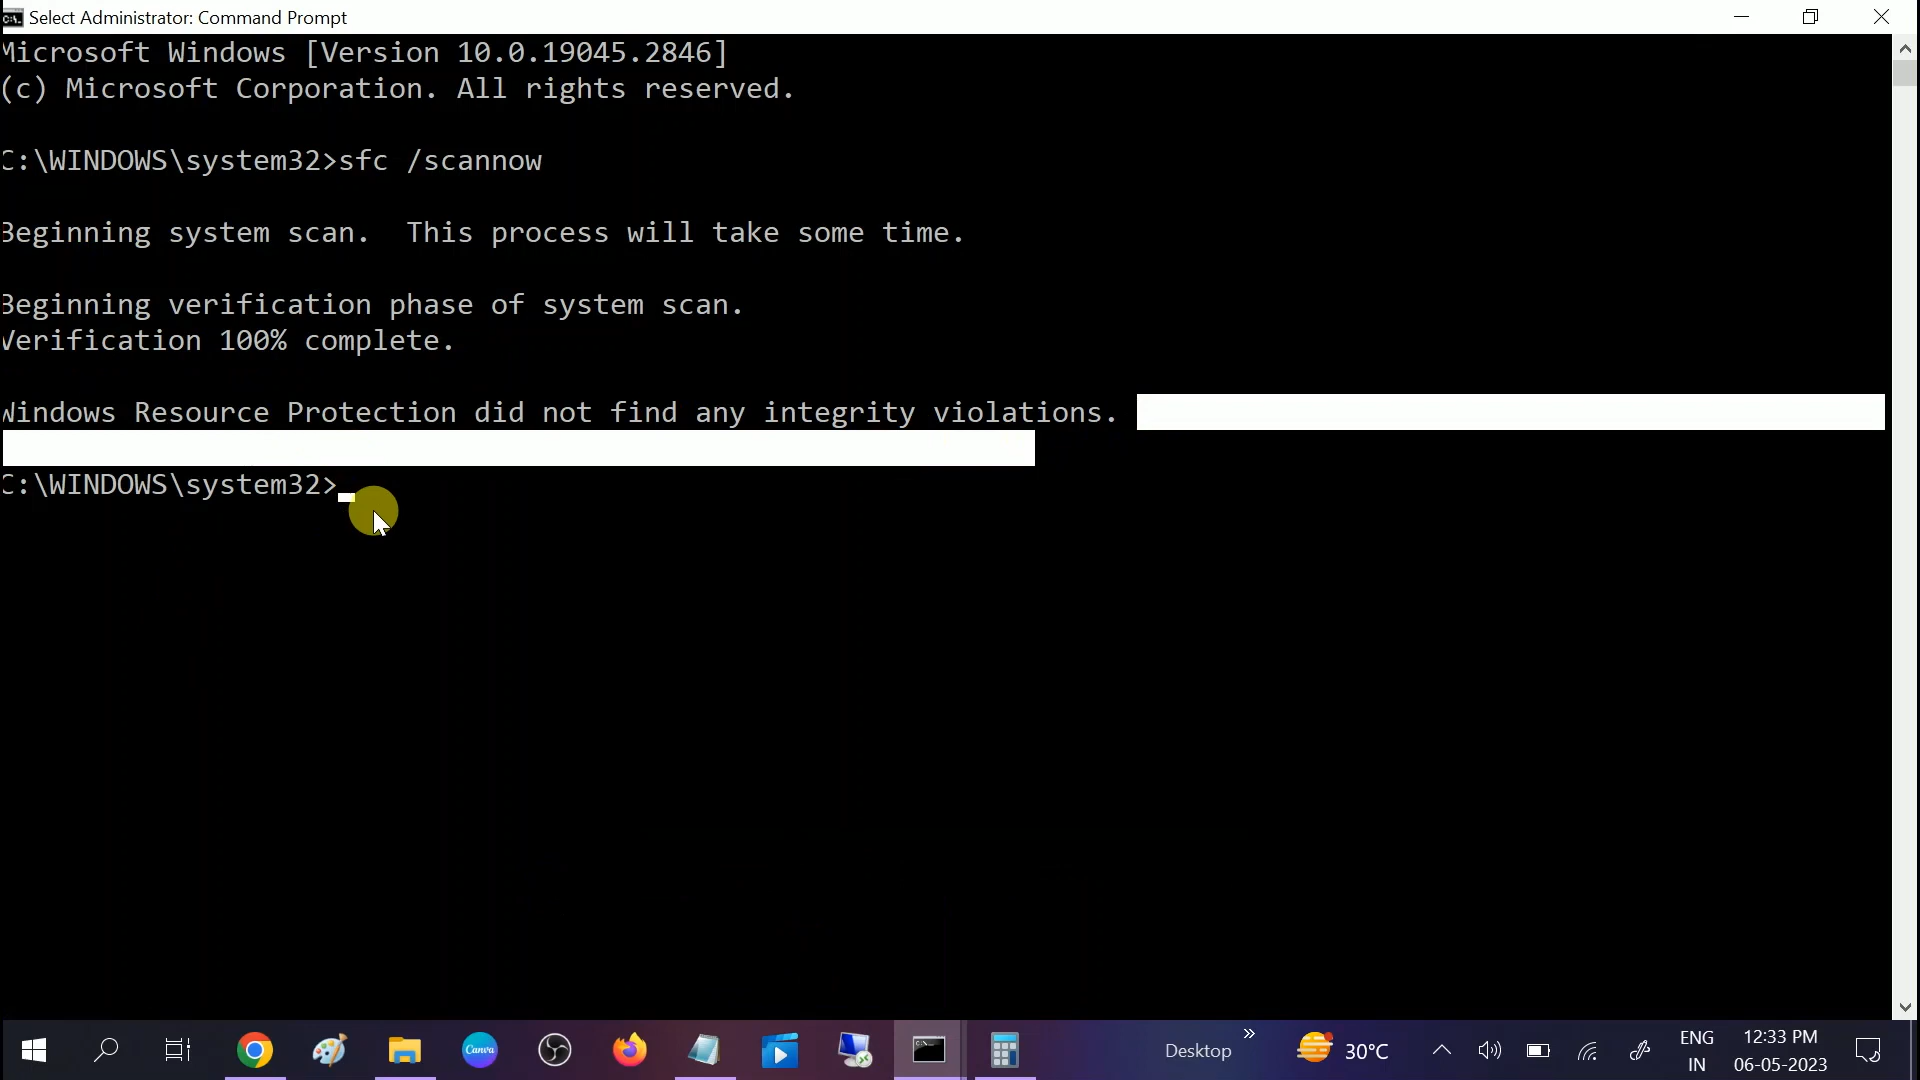 Select Administrator: Command Prompt
Microsoft Windows [Version 10.0.19045.2846]
(c) Microsoft Corporation. All rights reserved.
C:\WINDOWS\system32>sfc /scannow
Beginning system scan.  This process will take some time.
Beginning verification phase of system scan.
Verification 100% complete.
Windows Resource Protection did not find any integrity violations.
C:\WINDOWS\system32>
Canva
Desktop
30°C
ENG
IN
12:33 PM
06-05-2023